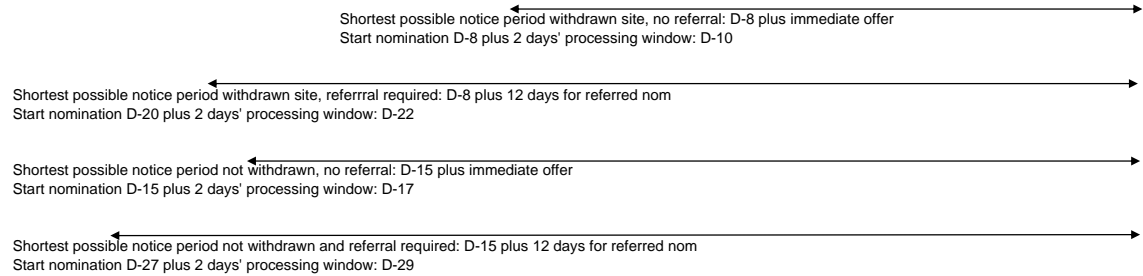 Shortest possible notice period withdrawn site, no referral: D-8 plus immediate offer
Start nomination D-8 plus 2 days' processing window: D-10
Shortest possible notice period withdrawn site, referrral required: D-8 plus 12 days for referred nom
Start nomination D-20 plus 2 days' processing window: D-22
Shortest possible notice period not withdrawn, no referral: D-15 plus immediate offer
Start nomination D-15 plus 2 days' processing window: D-17
Shortest possible notice period not withdrawn and referral required: D-15 plus 12 days for referred nom
Start nomination D-27 plus 2 days' processing window: D-29